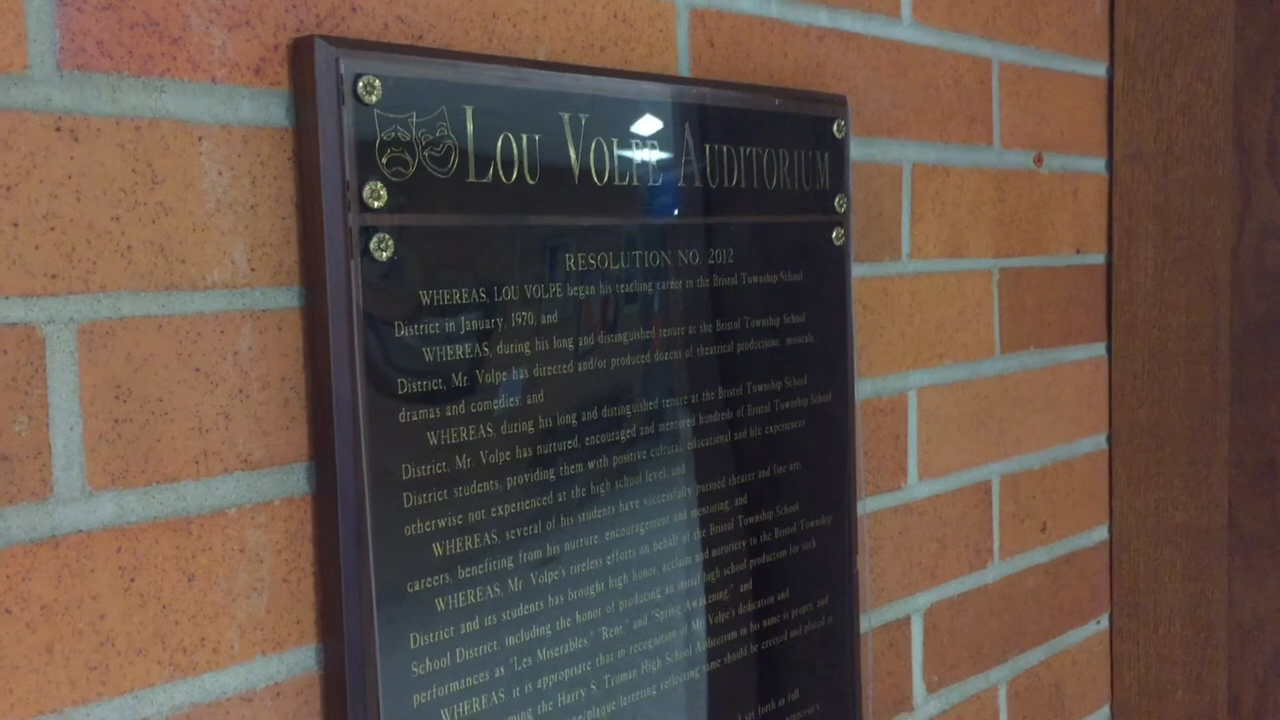 LOU VOLPE AUDITORIUM
RESOLUTION NO. 2012
WHEREAS, LOU VOLPE began his teaching career in the Bristol Township School
District in January, 1970; and
WHEREAS, during his long and distinguished tenure at the Bristol Township School
District, Mr. Volpe has directed and/or produced dozens of theatrical productions: musicals,
dramas and comedies; and
WHEREAS, during his long and distinguished tenure at the Bristol Township School
District, Mr. Volpe has nurtured, encouraged and mentored hundreds of Bristol Township School
District students, providing them with positive cultural, educational and life experiences
otherwise not experienced at the high school level; and
WHEREAS, several of his students have successfully pursued theater and fine arts
careers, benefiting from his nurture, encouragement and mentoring; and
WHEREAS, Mr. Volpe's tireless efforts on behalf of the Bristol Township School
District and its students has brought high honor, acclaim and notoriety to the Bristol Township
School District, including the honor of producing an initial high school production for such
performances as "Les Miserables," "Rent," and "Spring Awakening;" and
WHEREAS, it is appropriate that in recognition of Mr. Volpe's dedication and
the Harry S. Truman High School Auditorium in his name is proper, and
plaque lettering reflecting same should be erected and placed at
set forth in full